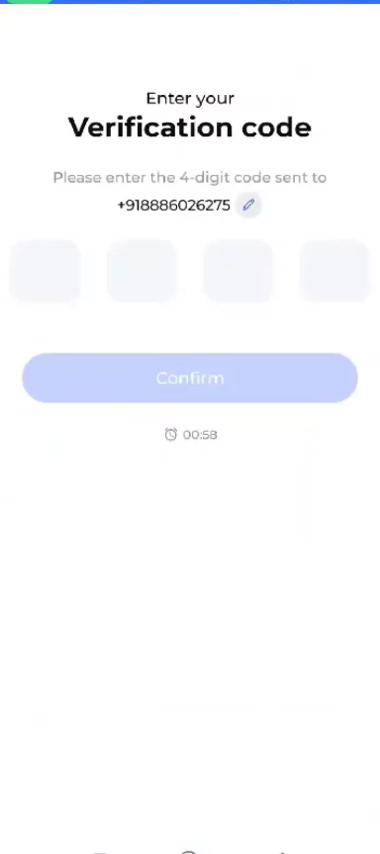 Enter your
Verification code
Please enter the 4-digit code sent to
+918886026275
Confirm
00:58